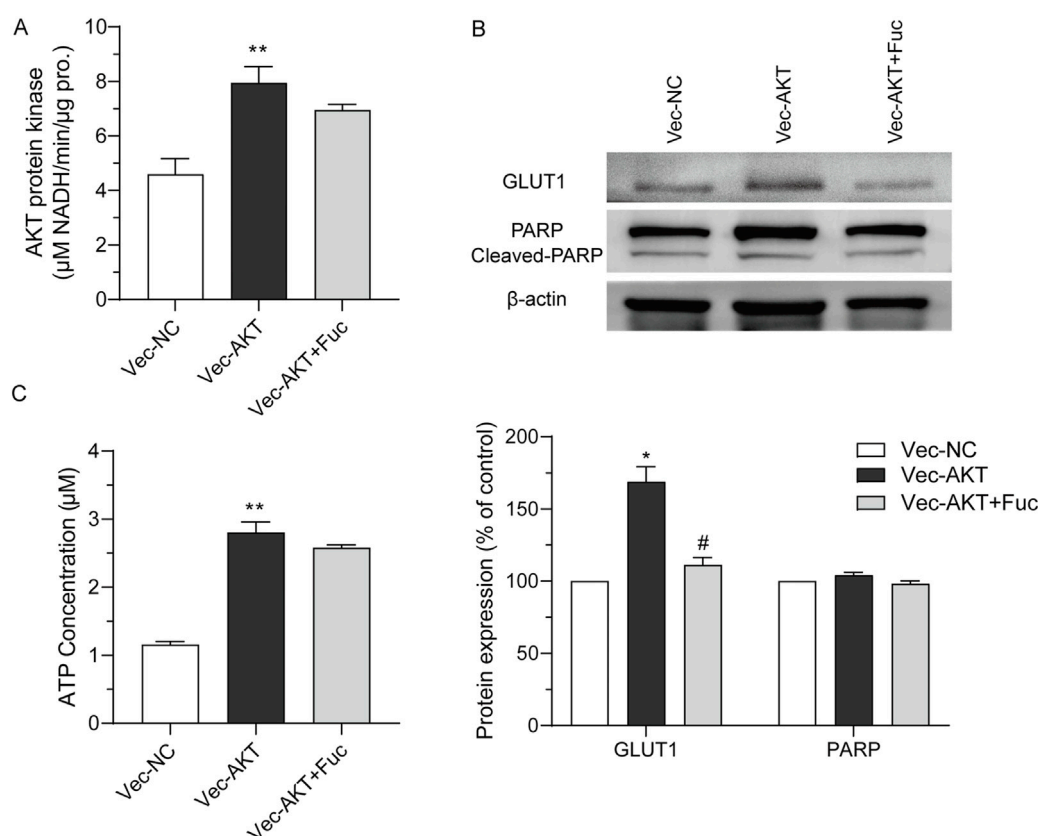 A
AKT protein kinase
(µM NADH/min/µg pro.)
10
8
6
4
2
0
**
Vec-NC
Vec-AKT
Vec-AKT+Fuc
B
Vec-NC
Vec-AKT
Vec-AKT+Fuc
GLUT1
PARP
Cleaved-PARP
β-actin
C
ATP Concentration (µM)
4
3
2
1
0
**
Vec-NC
Vec-AKT
Vec-AKT+Fuc
Protein expression (% of control)
200
150
100
50
0
*
#
GLUT1
PARP
Vec-NC
Vec-AKT
Vec-AKT+Fuc